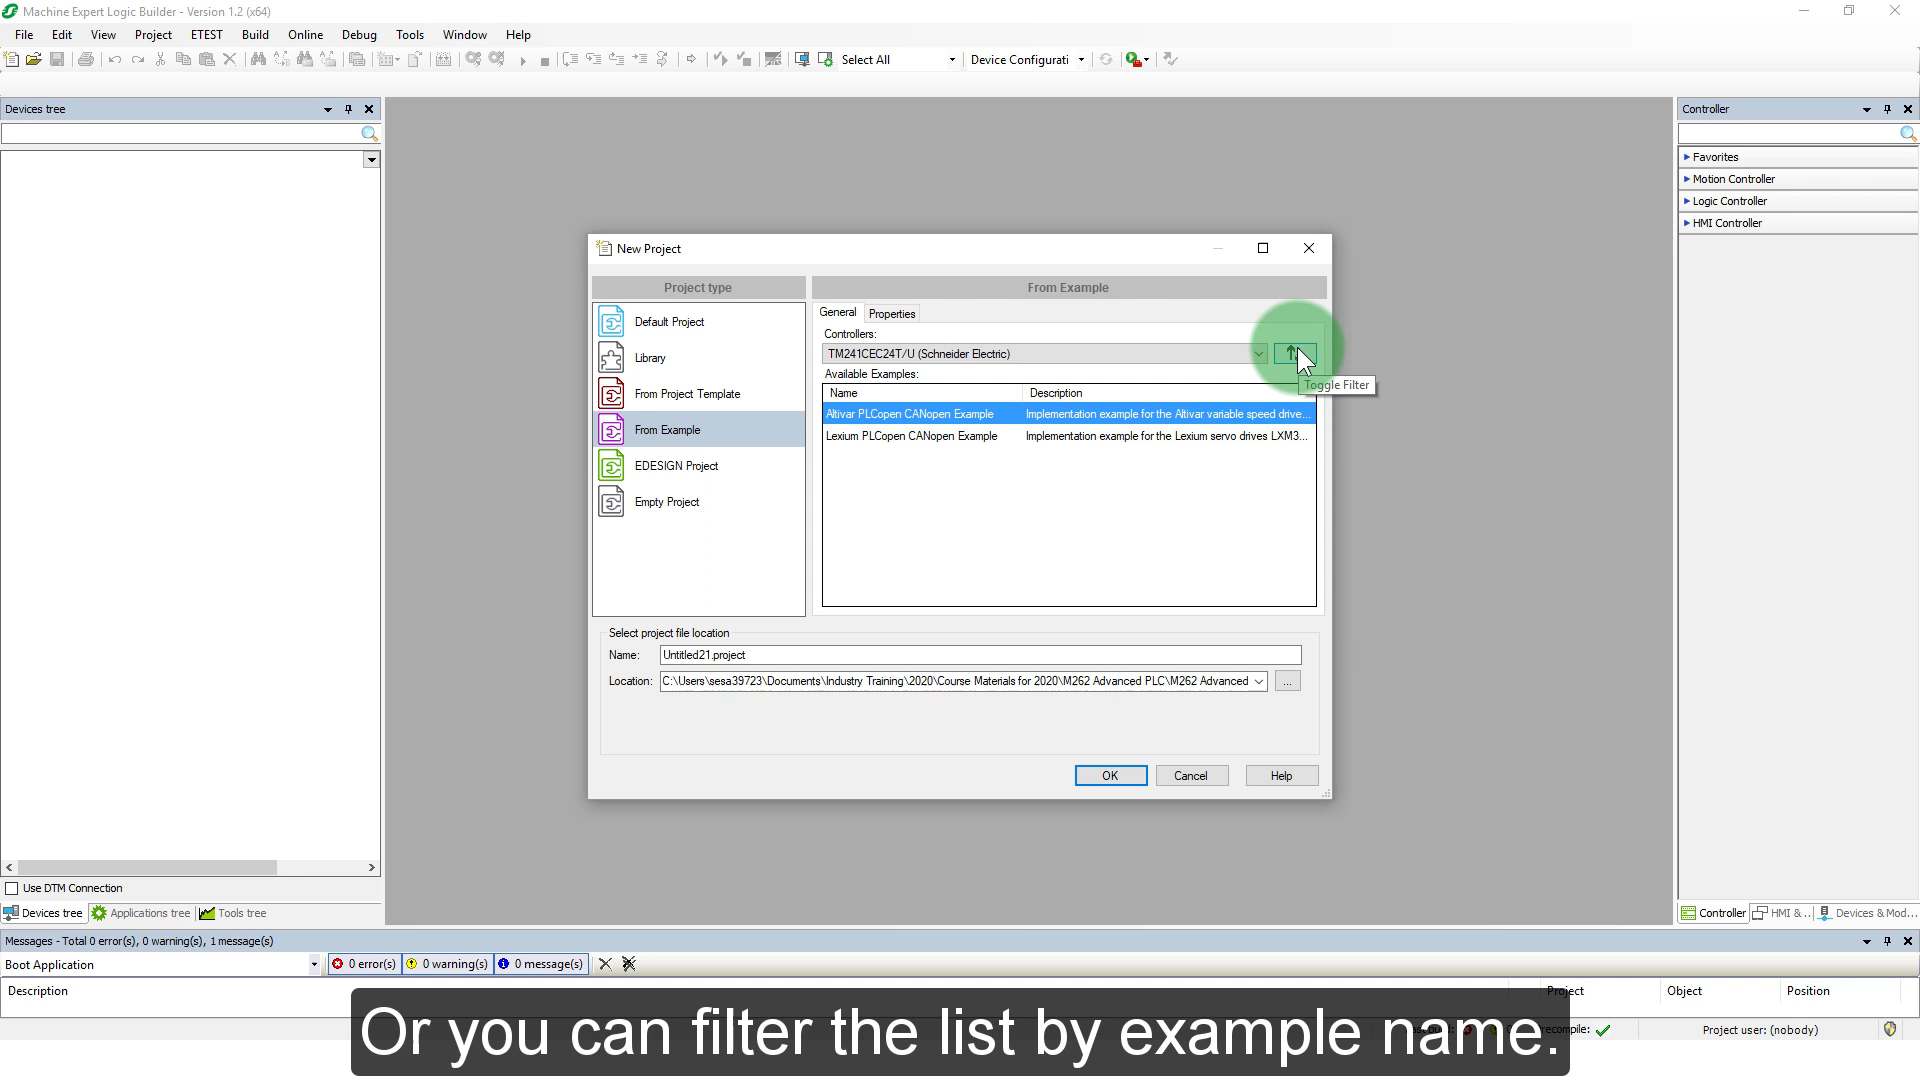 Machine Expert Logic Builder - Version 1.2 (x64)
File Edit View Project ETEST Build Online Debug Tools Window Help
Select All Device Configurati
Devices tree
Controller
Favorites
Motion Controller
Logic Controller
HMI Controller
New Project
Project type
From Example
Default Project
Library
From Project Template
From Example
EDESIGN Project
Empty Project
General Properties
Controllers:
TM241CEC24T/U (Schneider Electric)
Toggle Filter
Available Examples:
Name Description
Altivar PLCopen CANopen Example Implementation example for the Altivar variable speed drive...
Lexium PLCopen CANopen Example Implementation example for the Lexium servo drives LXM3...
Select project file location
Name: Untitled21.project
Location: C:\Users\sesa39723\Documents\Industry Training\2020\Course Materials for 2020\M262 Advanced PLC\M262 Advanced ...
OK Cancel Help
Use DTM Connection
Devices tree Applications tree Tools tree
Controller HMI & ... Devices & Mod...
Messages - Total 0 error(s), 0 warning(s), 1 message(s)
Boot Application 0 error(s) 0 warning(s) 0 message(s)
Description Project Object Position
Project user: (nobody)
Or you can filter the list by example name.